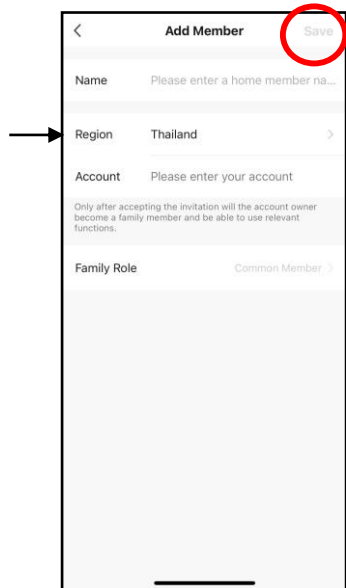 Add Member
Save
Name
Please enter a home member na...
Region
Thailand
Account
Please enter your account
Only after accepting the invitation will the account owner
become a family member and be able to use relevant
functions.
Family Role
Common Member